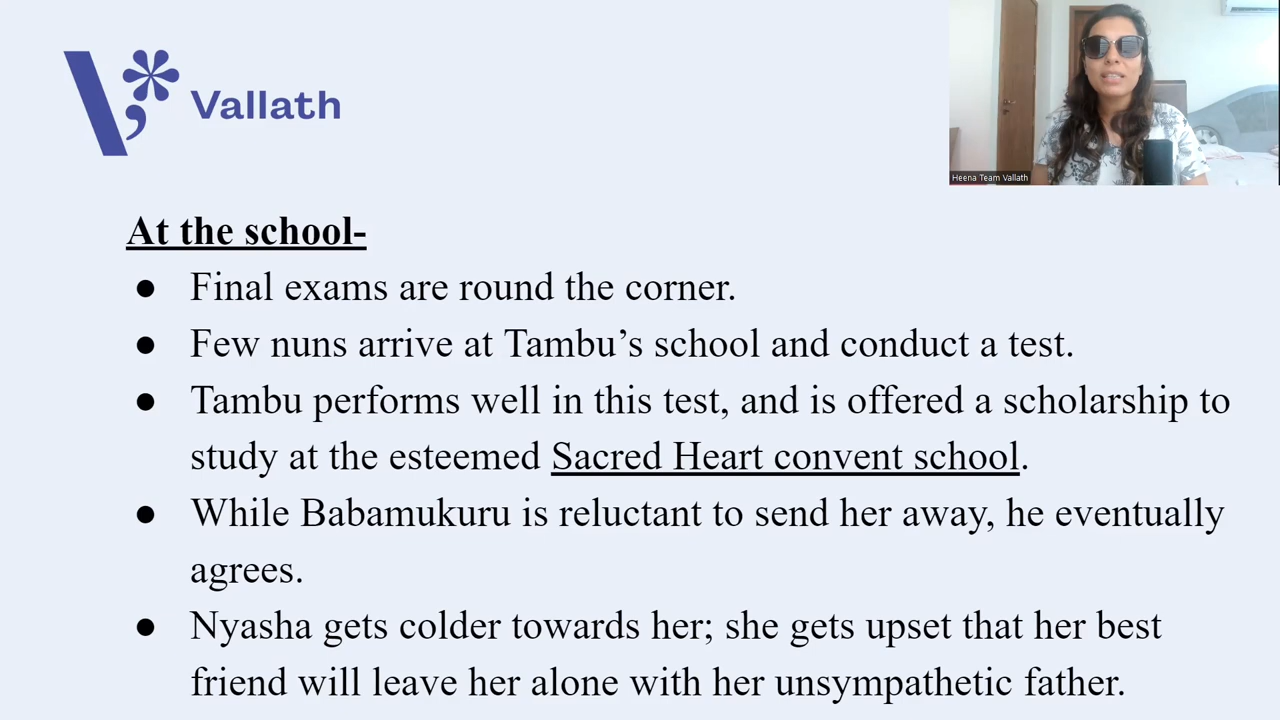 Vallath
Heena Team Vallath
At the school-
● Final exams are round the corner.
● Few nuns arrive at Tambu’s school and conduct a test.
● Tambu performs well in this test, and is offered a scholarship to
study at the esteemed Sacred Heart convent school.
● While Babamukuru is reluctant to send her away, he eventually
agrees.
● Nyasha gets colder towards her; she gets upset that her best
friend will leave her alone with her unsympathetic father.